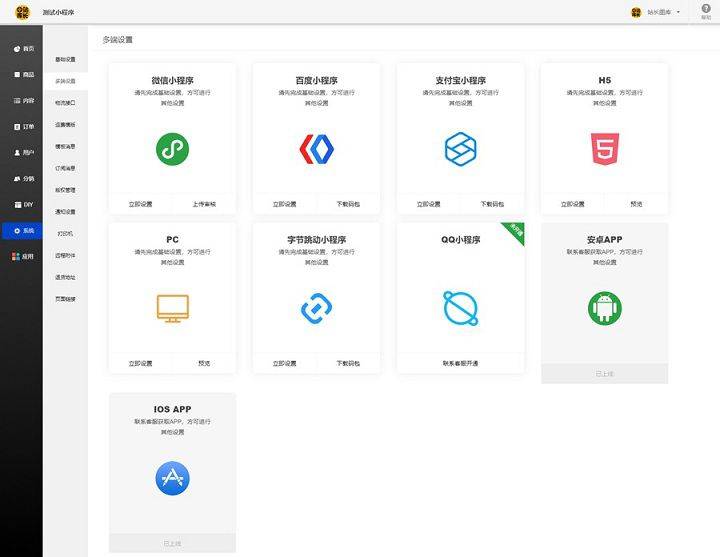 测试小程序
站长图库
帮助
首页
商品
内容
订单
用户
分销
DIY
系统
应用
基础设置
多端设置
物流接口
运费模版
模板消息
订阅消息
版权管理
通知设置
打印机
远程附件
退货地址
页面链接
多端设置
微信小程序
请先完成基础设置，方可进行
其他设置
立即设置 上传审核
百度小程序
请先完成基础设置，方可进行
其他设置
立即设置 下载码包
支付宝小程序
请先完成基础设置，方可进行
其他设置
立即设置 下载码包
H5
请先完成基础设置，方可进行
其他设置
立即设置 预览
PC
请先完成基础设置，方可进行
其他设置
立即设置 预览
字节跳动小程序
请先完成基础设置，方可进行
其他设置
立即设置 下载码包
QQ小程序
未开通
联系客服开通
安卓APP
联系客服获取APP，方可进行
其他设置
已上线
IOS APP
联系客服获取APP，方可进行
其他设置
已上线